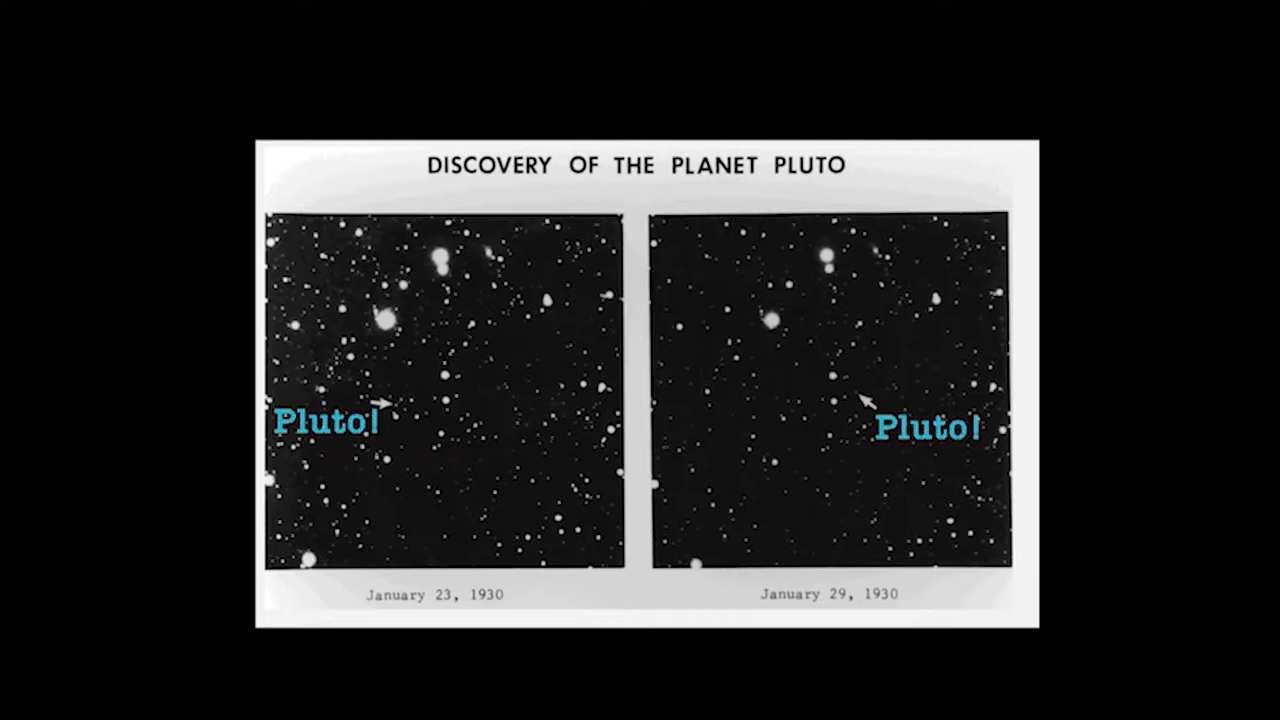 DISCOVERY OF THE PLANET PLUTO
Pluto!
Pluto!
January 23, 1930
January 29, 1930